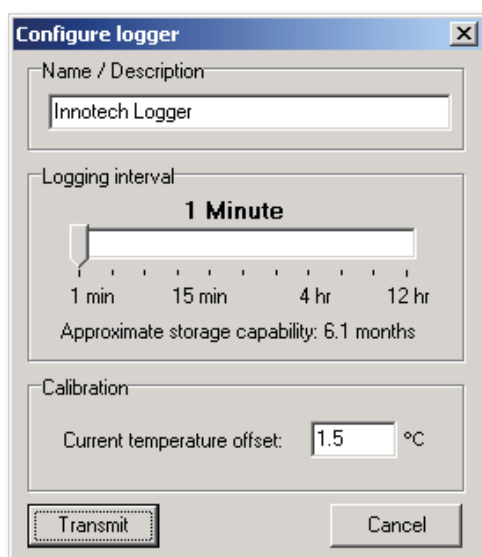 Configure logger
Name / Description
Innotech Logger
Logging interval
1 Minute
1 min 15 min 4 hr 12 hr
Approximate storage capability: 6.1 months
Calibration
Current temperature offset: 1.5 °C
Transmit Cancel